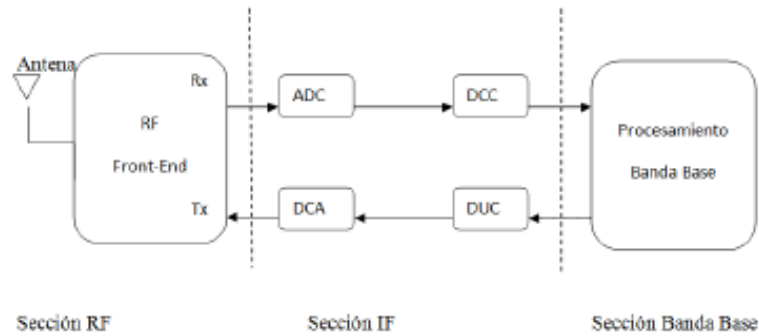 Antena
Rx
RF
Front-End
Tx
ADC
DCC
DCA
DUC
Procesamiento
Banda Base
Sección RF
Sección IF
Sección Banda Base